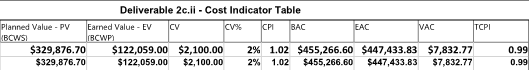 Deliverable 2c.ii - Cost Indicator Table
Planned Value - PV (BCWS) Earned Value - EV (BCWP) CV CV% CPI BAC EAC VAC TCPI
$329,876.70 $122,059.00 $2,100.00 2% 1.02 $455,266.60 $447,433.83 $7,832.77 0.99
$329,876.70 $122,059.00 $2,100.00 2% 1.02 $455,266.60 $447,433.83 $7,832.77 0.98